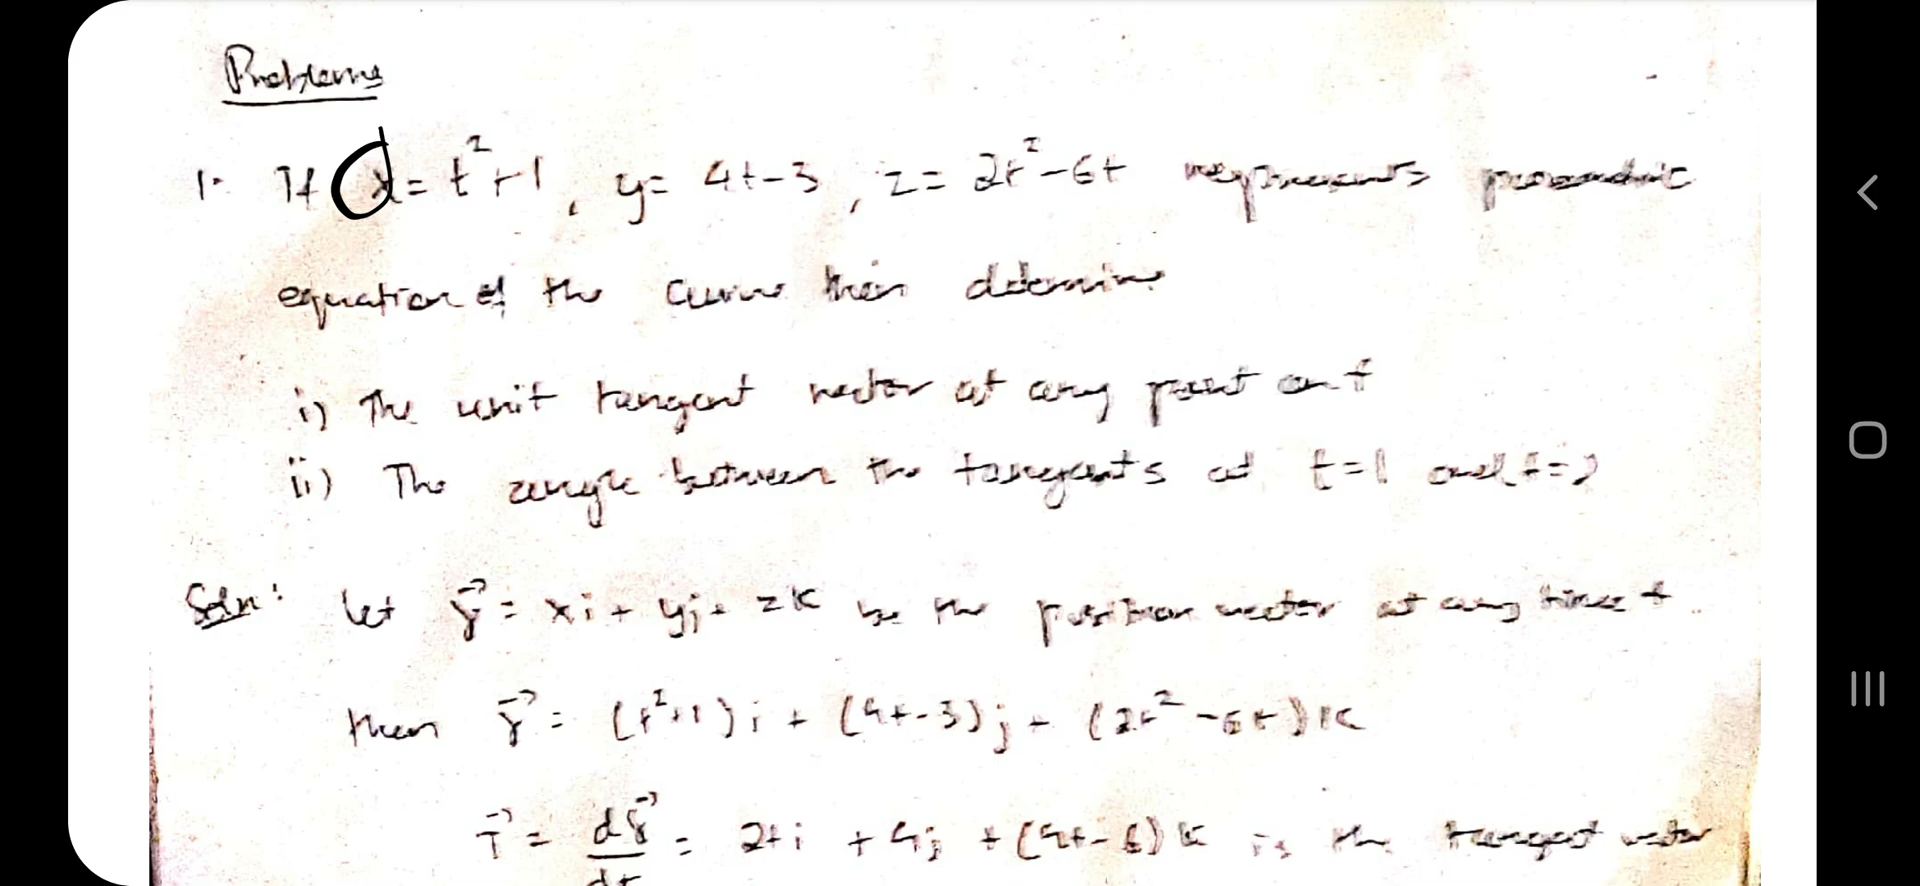 Problems
1. If x = t²+1, y = 4t-3, z = 2t²-6t represents parametric
equation of the curve then determine
i) The unit tangent vector at any point on t
ii) The angle between the tangents at t=1 and t=2
Soln: let r⃗ = xi + yj + zk be the position vector at any time t
then r⃗ = (t²+1)i + (4t-3)j + (2t²-6t)k
T⃗ = dr⃗/dt = 2ti + 4j + (4t-6)k is the tangent vector